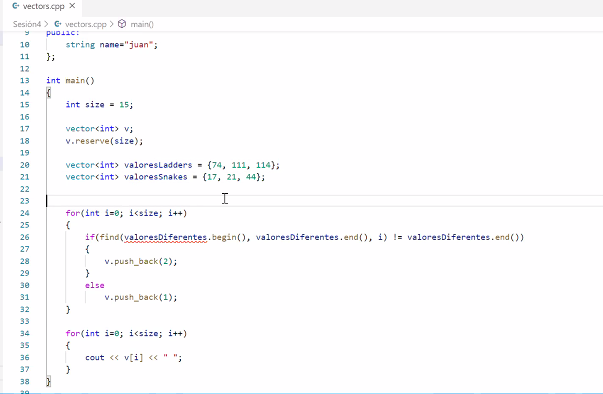 vectors.cpp ×
Sesión4 > vectors.cpp > main()
9 public:
10 string name="juan";
11 };
12
13 int main()
14 {
15 int size = 15;
16
17 vector<int> v;
18 v.reserve(size);
19
20 vector<int> valoresLadders = {74, 111, 114};
21 vector<int> valoresSnakes = {17, 21, 44};
22
23
24 for(int i=0; i<size; i++)
25 {
26 if(find(valoresDiferentes.begin(), valoresDiferentes.end(), i) != valoresDiferentes.end())
27 {
28 v.push_back(2);
29 }
30 else
31 v.push_back(1);
32 }
33
34 for(int i=0; i<size; i++)
35 {
36 cout << v[i] << " ";
37 }
38 }
39